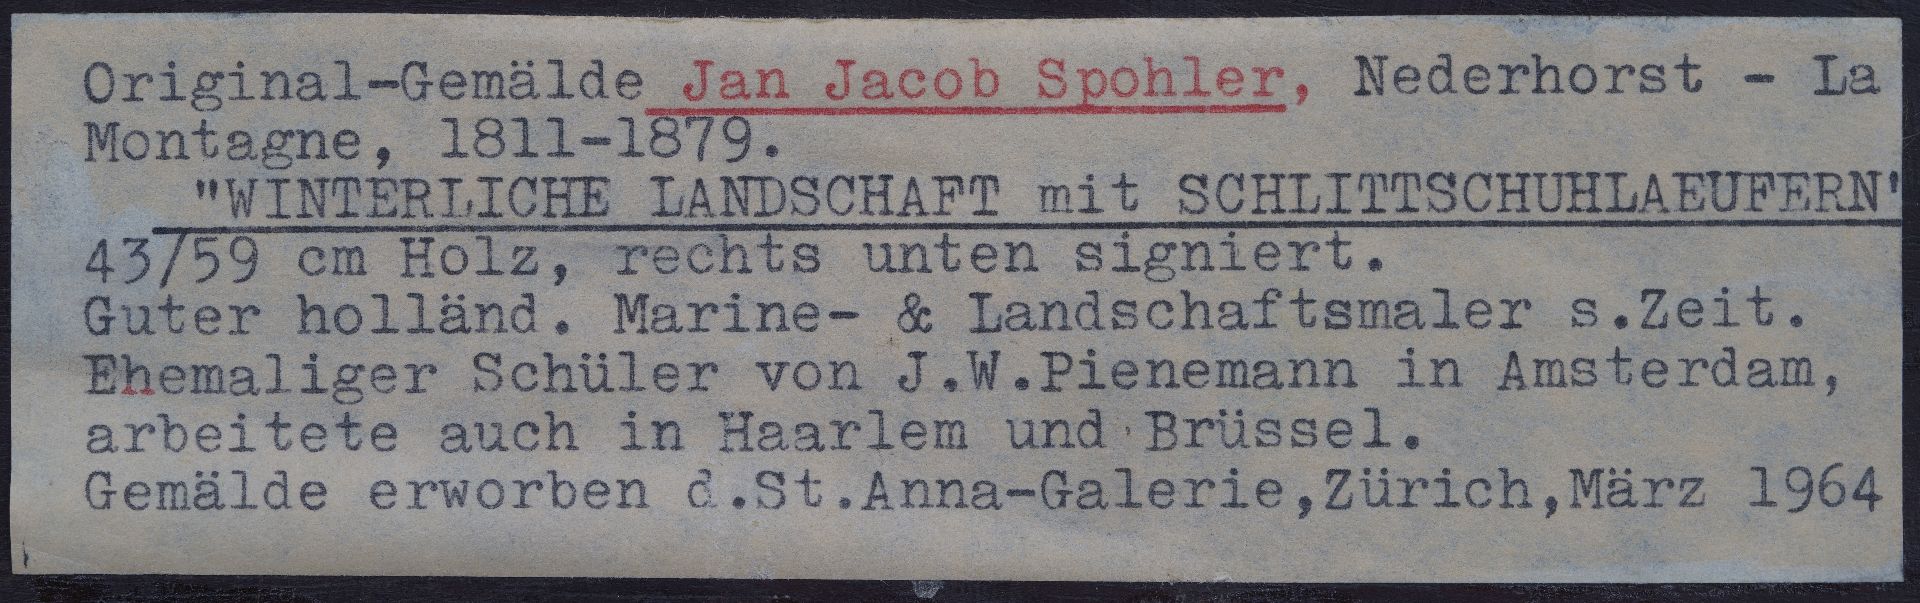 Original-Gemälde Jan Jacob Spohler, Nederhorst - La
Montagne, 1811-1879.
"WINTERLICHE LANDSCHAFT mit SCHLITTSCHUHLAEUFERN"
43/59 cm Holz, rechts unten signiert.
Guter holländ. Marine- & Landschaftsmaler s.Zeit.
Ehemaliger Schüler von J.W.Pienemann in Amsterdam,
arbeitete auch in Haarlem und Brüssel.
Gemälde erworben d.St.Anna-Galerie,Zürich,März 1964